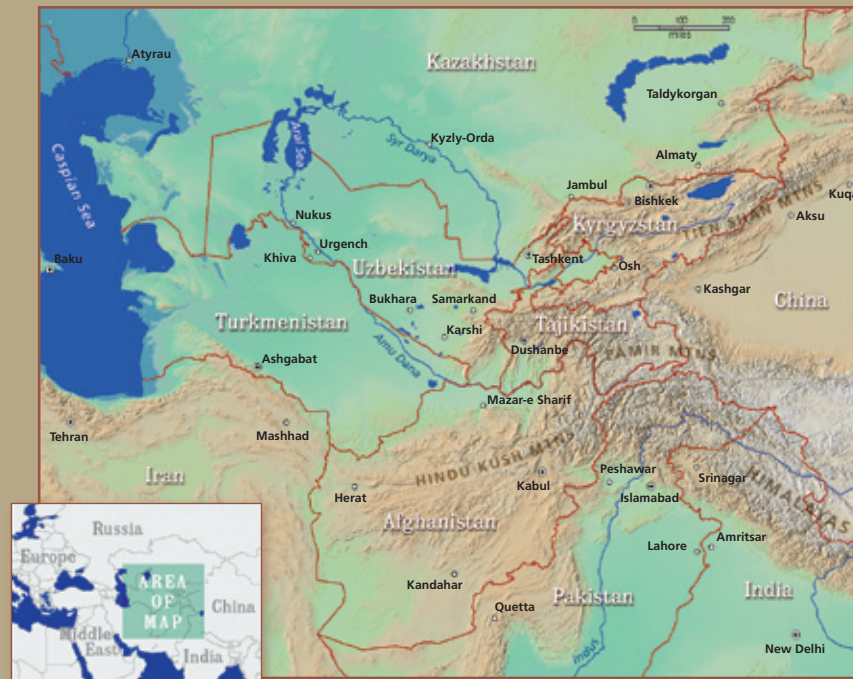 0 100 200
miles
Atyrau
Kazakhstan
Taldykorgan
Caspian Sea
Aral Sea
Syr Darya
Kyzly-Orda
Almaty
Jambul
Bishkek
Kyrgyzstan
TIEN SHAN MTNS
Kuqa
Aksu
Nukus
Urgench
Khiva
Uzbekistan
Tashkent
Osh
Baku
Kashgar
China
Bukhara
Samarkand
Turkmenistan
Karshi
Tajikistan
Amu Daria
Dushanbe
PAMIR MTNS
Ashgabat
Mazar-e Sharif
Tehran
Mashhad
HINDU KUSH MTNS
Iran
Herat
Kabul
Peshawar
Islamabad
Srinagar
HIMALAYAS
Afghanistan
Lahore
Amritsar
Kandahar
Quetta
Pakistan
India
Indus
New Delhi
Russia
Europe
AREA
OF
MAP
China
Middle
East
India